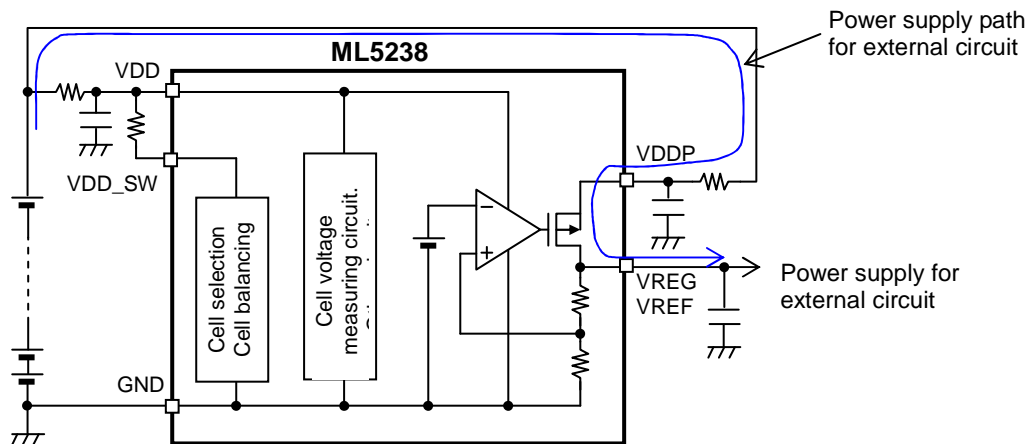 Power supply path
for external circuit
ML5238
VDD
VDDP
VDD_SW
Cell selection
Cell balancing
Cell voltage
measuring circuit.
VREG
VREF
Power supply for
external circuit
GND